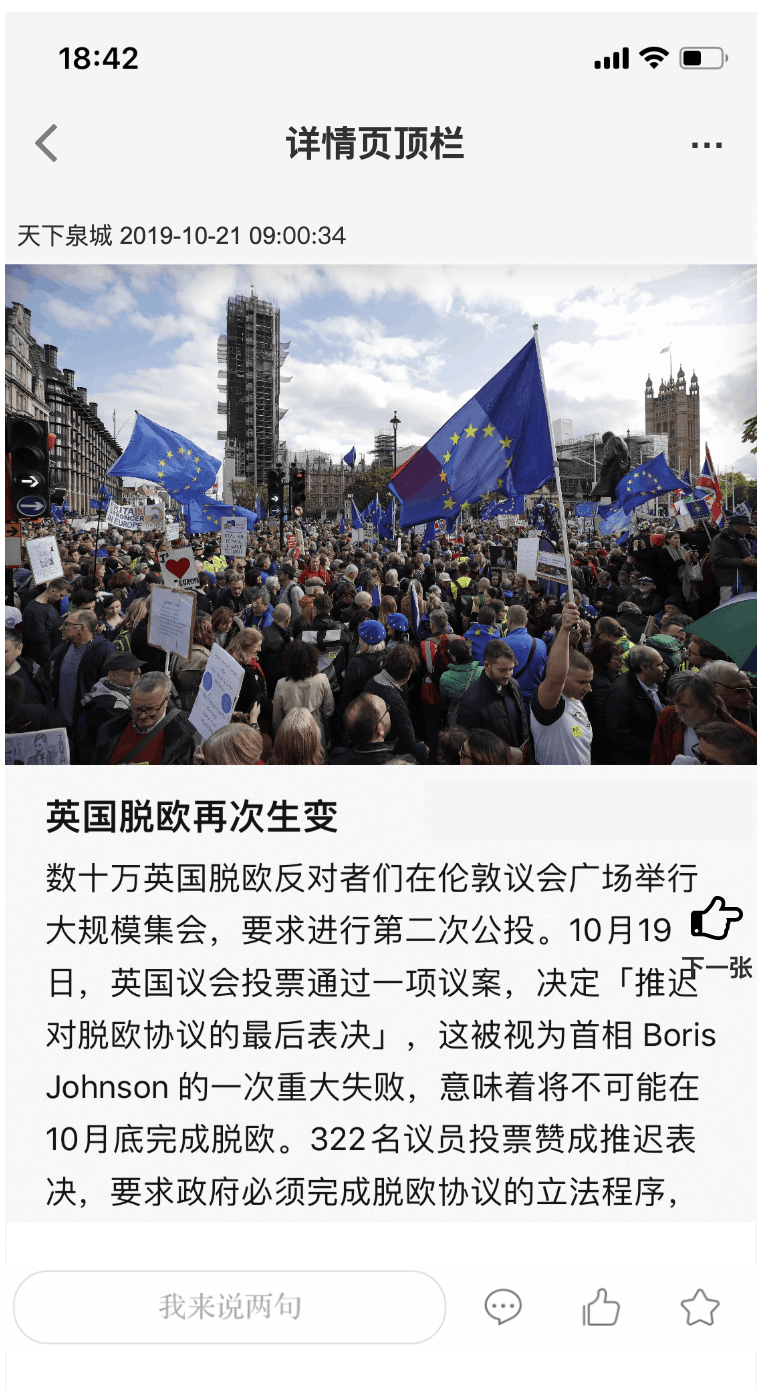 18:42
详情页顶栏
天下泉城 2019-10-21 09:00:34
英国脱欧再次生变
数十万英国脱欧反对者们在伦敦议会广场举行
大规模集会，要求进行第二次公投。10月19
日，英国议会投票通过一项议案，决定「推迟
下一张
对脱欧协议的最后表决」，这被视为首相 Boris
Johnson 的一次重大失败，意味着将不可能在
10月底完成脱欧。322名议员投票赞成推迟表
决，要求政府必须完成脱欧协议的立法程序，
我来说两句